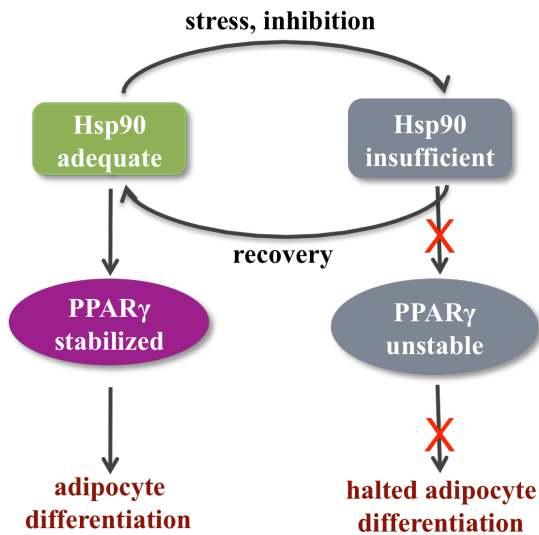 stress, inhibition
Hsp90
adequate
Hsp90
insufficient
recovery
X
PPARγ
stabilized
PPARγ
unstable
X
adipocyte
differentiation
halted adipocyte
differentiation